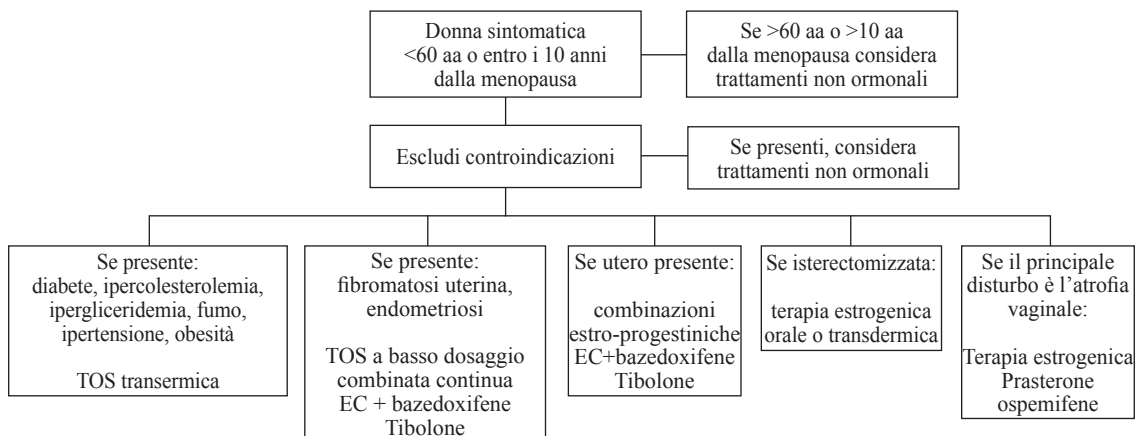 Donna sintomatica
<60 aa o entro i 10 anni
dalla menopausa
Se >60 aa o >10 aa
dalla menopausa considera
trattamenti non ormonali
Escludi controindicazioni
Se presenti, considera
trattamenti non ormonali
Se presente:
diabete, ipercolesterolemia,
ipergliceridemia, fumo,
ipertensione, obesità
TOS transermica
Se presente:
fibromatosi uterina,
endometriosi
TOS a basso dosaggio
combinata continua
EC + bazedoxifene
Tibolone
Se utero presente:
combinazioni
estro-progestiniche
EC+bazedoxifene
Tibolone
Se isterectomizzata:
terapia estrogenica
orale o transdermica
Se il principale
disturbo è l’atrofia
vaginale:
Terapia estrogenica
Prasterone
ospemifene